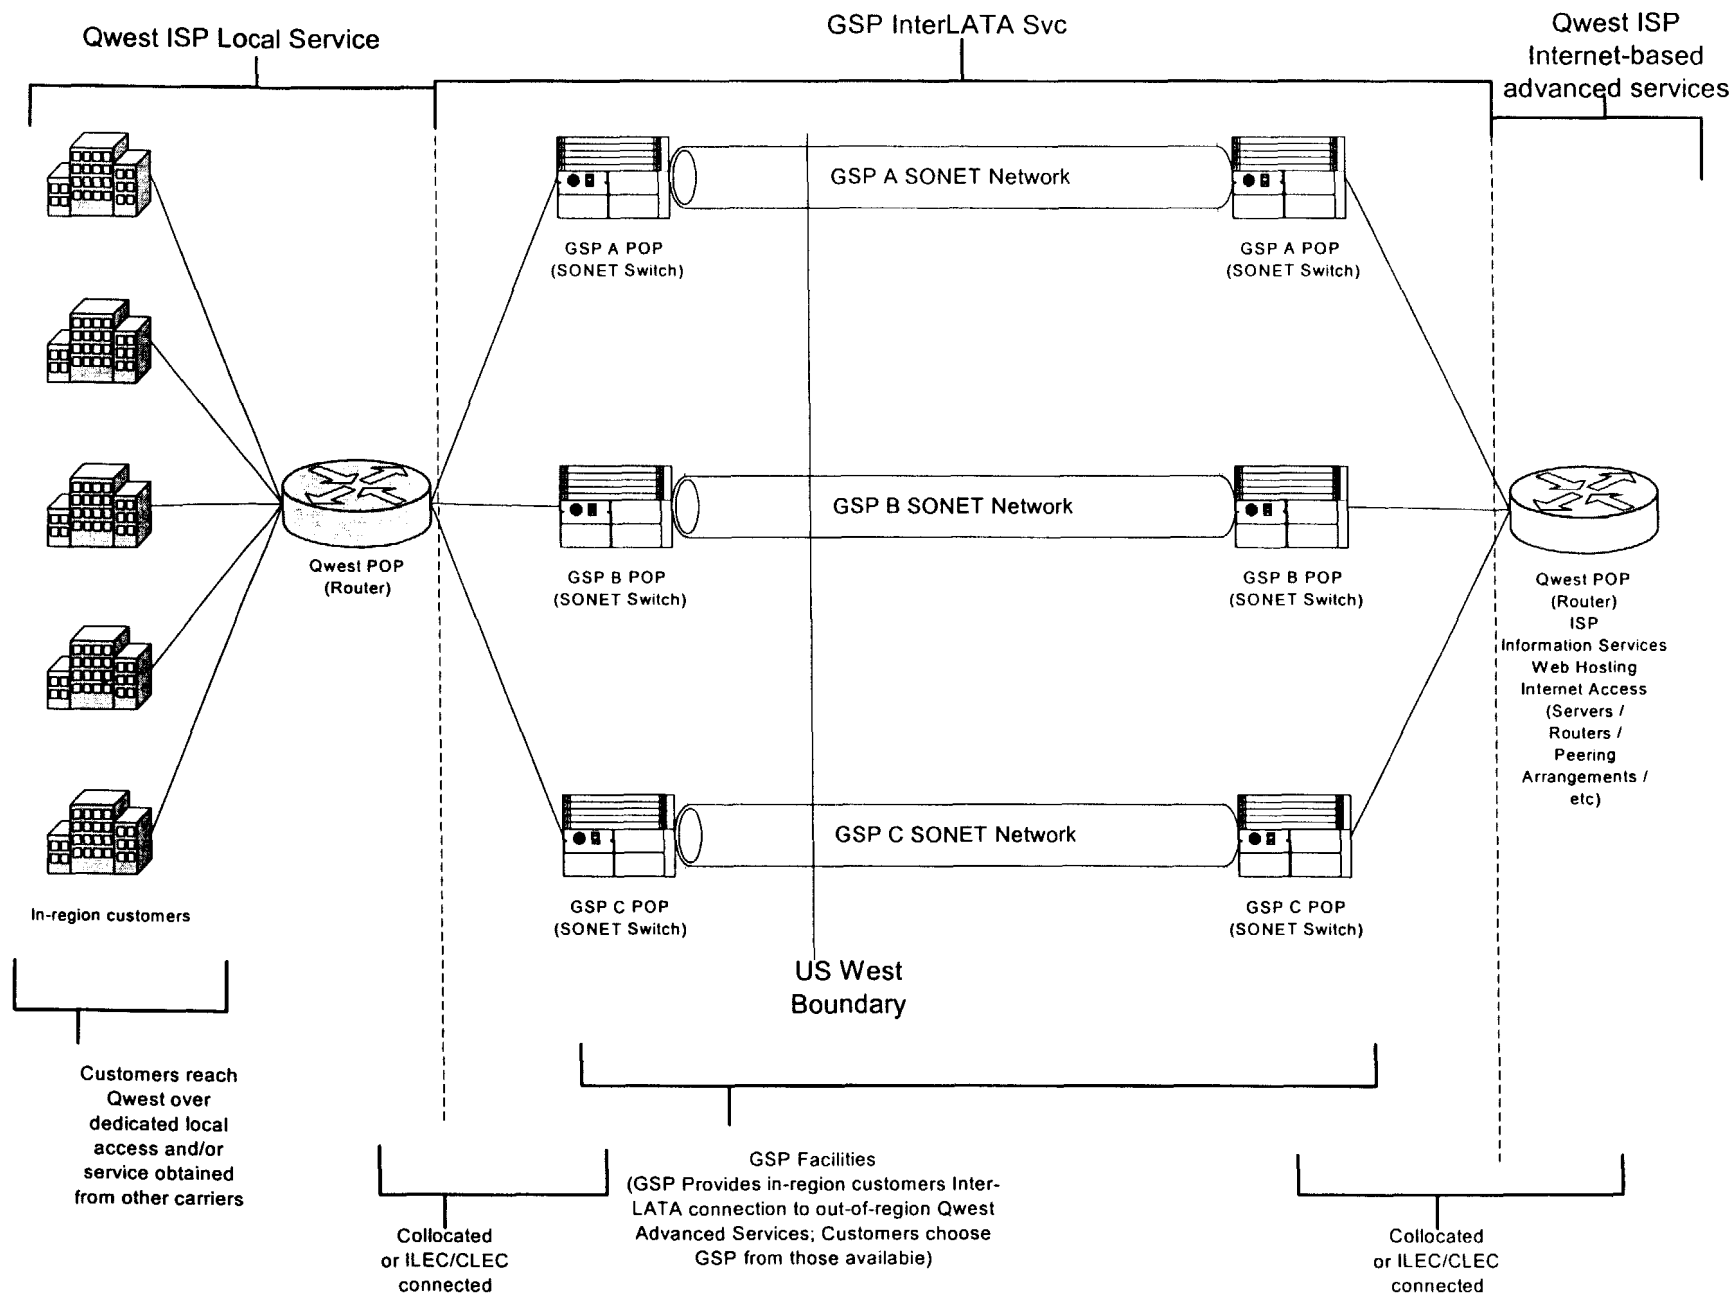 Qwest ISP Local Service
GSP InterLATA Svc
Qwest ISP
Internet-based
advanced services
GSP A SONET Network
GSP A POP
(SONET Switch)
GSP A POP
(SONET Switch)
GSP B SONET Network
Qwest POP
(Router)
GSP B POP
(SONET Switch)
GSP B POP
(SONET Switch)
Qwest POP
(Router)
ISP
Information Services
Web Hosting
Internet Access
(Servers /
Routers /
Peering
Arrangements /
etc)
GSP C SONET Network
In-region customers
GSP C POP
(SONET Switch)
GSP C POP
(SONET Switch)
US West
Boundary
Customers reach
Qwest over
dedicated local
access and/or
service obtained
from other carriers
Collocated
or ILEC/CLEC
connected
GSP Facilities
(GSP Provides in-region customers Inter-
LATA connection to out-of-region Qwest
Advanced Services; Customers choose
GSP from those available)
Collocated
or ILEC/CLEC
connected